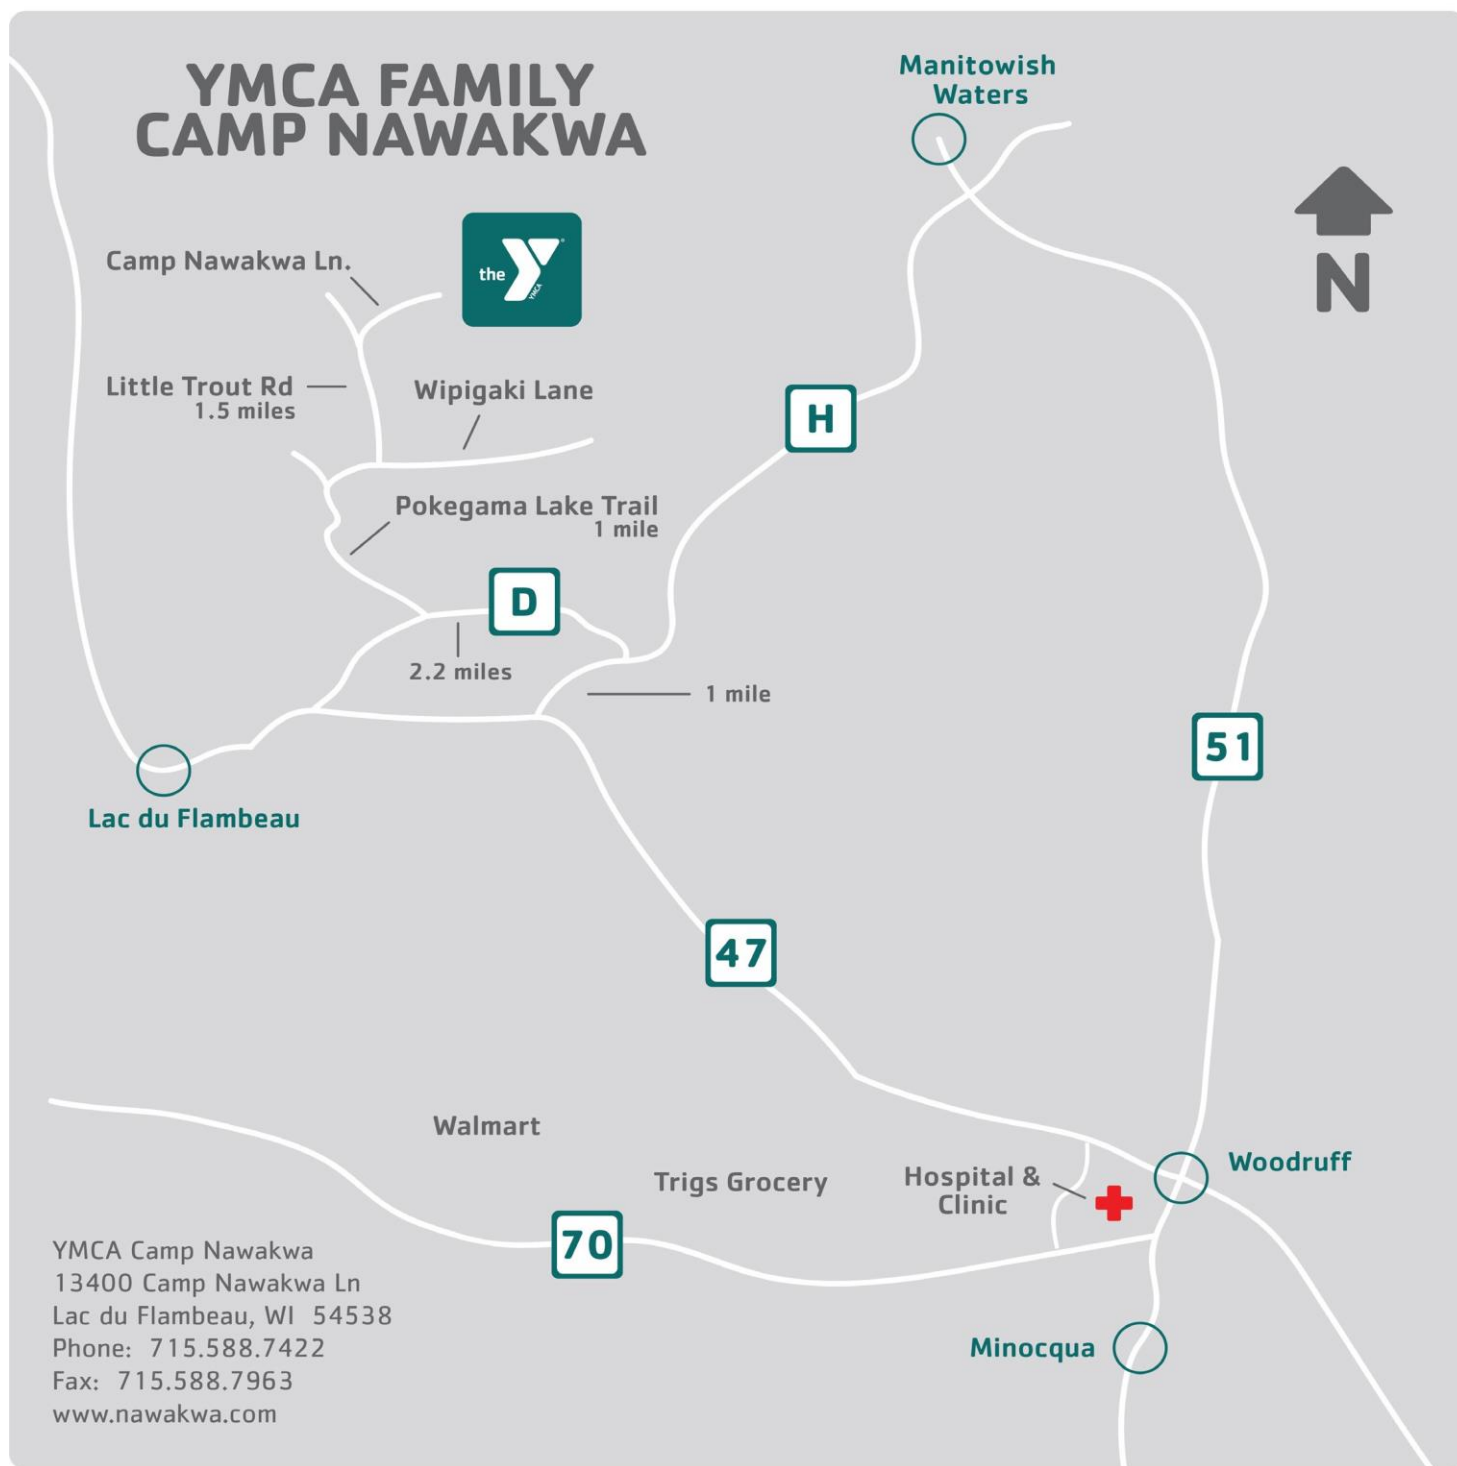 YMCA FAMILY
CAMP NAWAKWA
Manitowish
Waters
N
Camp Nawakwa Ln.
the
YMCA
Little Trout Rd
1.5 miles
Wipigaki Lane
H
Pokegama Lake Trail
1 mile
D
2.2 miles
1 mile
51
Lac du Flambeau
47
Walmart
Trigs Grocery
Hospital &
Clinic
Woodruff
70
Minocqua
YMCA Camp Nawakwa
13400 Camp Nawakwa Ln
Lac du Flambeau, WI  54538
Phone:  715.588.7422
Fax:  715.588.7963
www.nawakwa.com